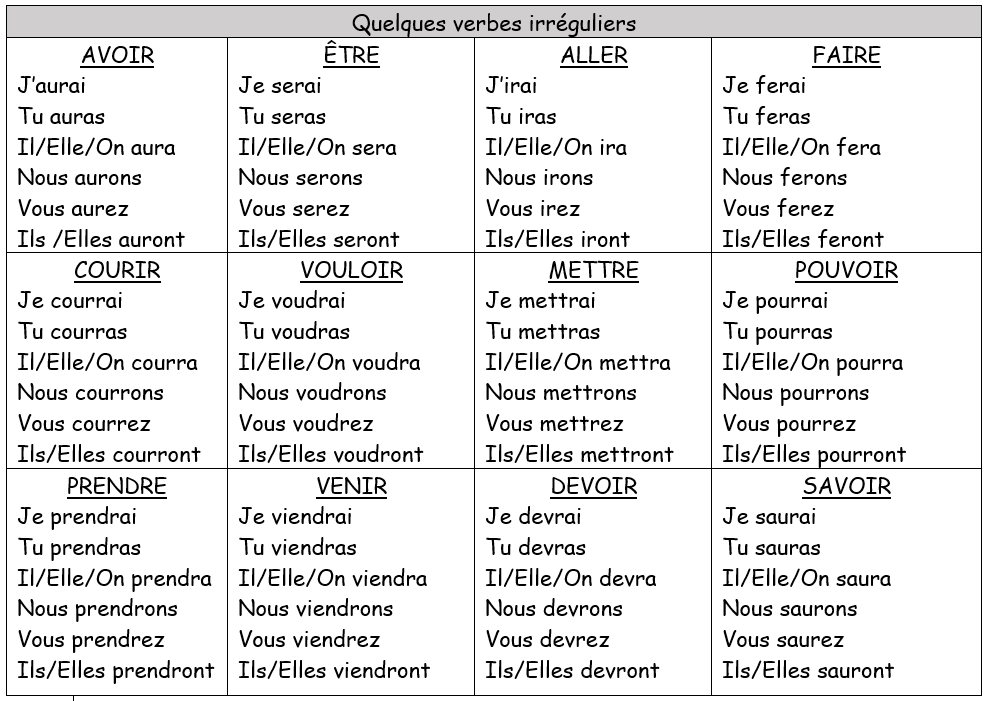 Quelques verbes irréguliers
AVOIR
J'aurai
Tu auras
Il/Elle/On aura
Nous aurons
Vous aurez
Ils /Elles auront
ÊTRE
Je serai
Tu seras
Il/Elle/On sera
Nous serons
Vous serez
Ils/Elles seront
ALLER
J'irai
Tu iras
Il/Elle/On ira
Nous irons
Vous irez
Ils/Elles iront
FAIRE
Je ferai
Tu feras
Il/Elle/On fera
Nous ferons
Vous ferez
Ils/Elles feront
COURIR
Je courrai
Tu courras
Il/Elle/On courra
Nous courrons
Vous courrez
Ils/Elles courront
VOULOIR
Je voudrai
Tu voudras
Il/Elle/On voudra
Nous voudrons
Vous voudrez
Ils/Elles voudront
METTRE
Je mettrai
Tu mettras
Il/Elle/On mettra
Nous mettrons
Vous mettrez
Ils/Elles mettront
POUVOIR
Je pourrai
Tu pourras
Il/Elle/On pourra
Nous pourrons
Vous pourrez
Ils/Elles pourront
PRENDRE
Je prendrai
Tu prendras
Il/Elle/On prendra
Nous prendrons
Vous prendrez
Ils/Elles prendront
VENIR
Je viendrai
Tu viendras
Il/Elle/On viendra
Nous viendrons
Vous viendrez
Ils/Elles viendront
DEVOIR
Je devrai
Tu devras
Il/Elle/On devra
Nous devrons
Vous devrez
Ils/Elles devront
SAVOIR
Je saurai
Tu sauras
Il/Elle/On saura
Nous saurons
Vous saurez
Ils/Elles sauront